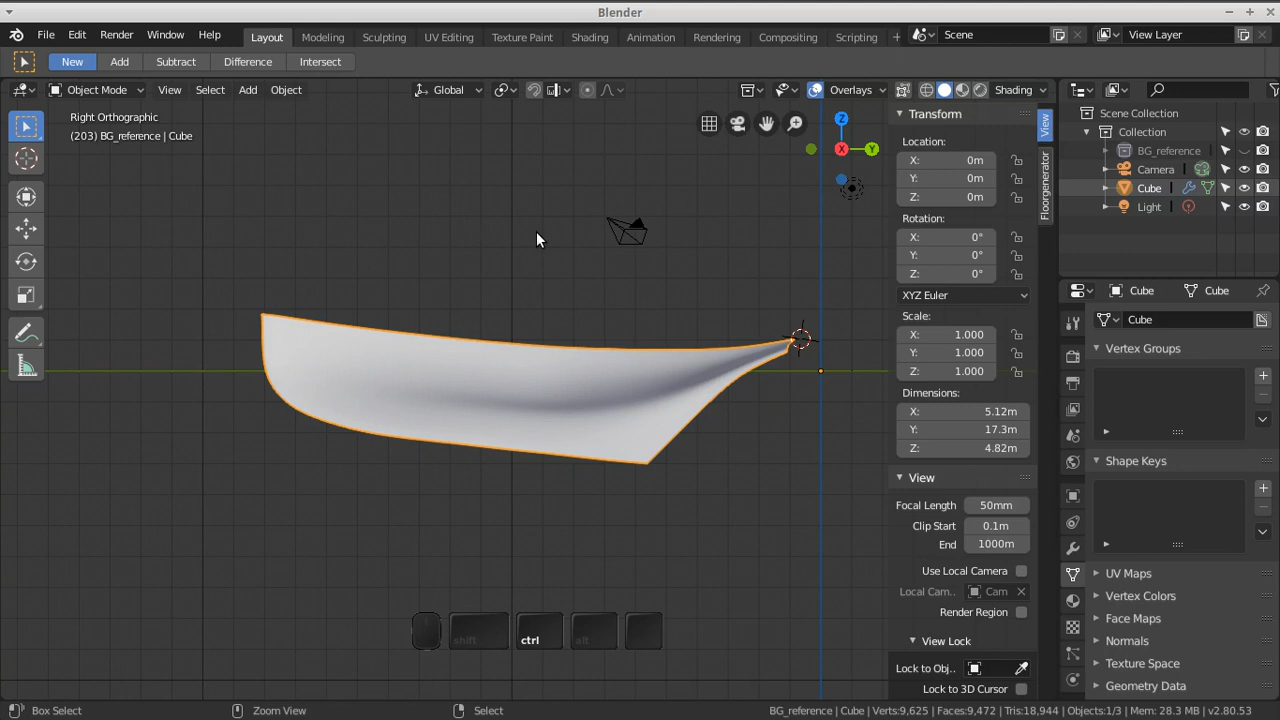 Blender
File Edit Render Window Help Layout Modeling Sculpting UV Editing Texture Paint Shading Animation Rendering Compositing Scripting + Scene View Layer
New Add Subtract Difference Intersect
Object Mode View Select Add Object Global Overlays Shading
Right Orthographic
(203) BG_reference | Cube
Z
X
Y
Transform
Location:
X: 0m
Y: 0m
Z: 0m
Rotation:
X: 0°
Y: 0°
Z: 0°
XYZ Euler
Scale:
X: 1.000
Y: 1.000
Z: 1.000
Dimensions:
X: 5.12m
Y: 17.3m
Z: 4.82m
View
Focal Length 50mm
Clip Start 0.1m
End 1000m
Use Local Camera
Local Cam.. Cam
Render Region
View Lock
Lock to Obj..
Lock to 3D Cursor
View
Floorgenerator
Scene Collection
Collection
BG_reference
Camera
Cube
Light
Cube Cube
Cube
Vertex Groups
Shape Keys
UV Maps
Vertex Colors
Face Maps
Normals
Texture Space
Geometry Data
shift ctrl alt
Box Select Zoom View Select BG_reference | Cube | Verts:9,625 | Faces:9,472 | Tris:18,944 | Objects:1/3 | Mem: 28.3 MB | v2.80.53